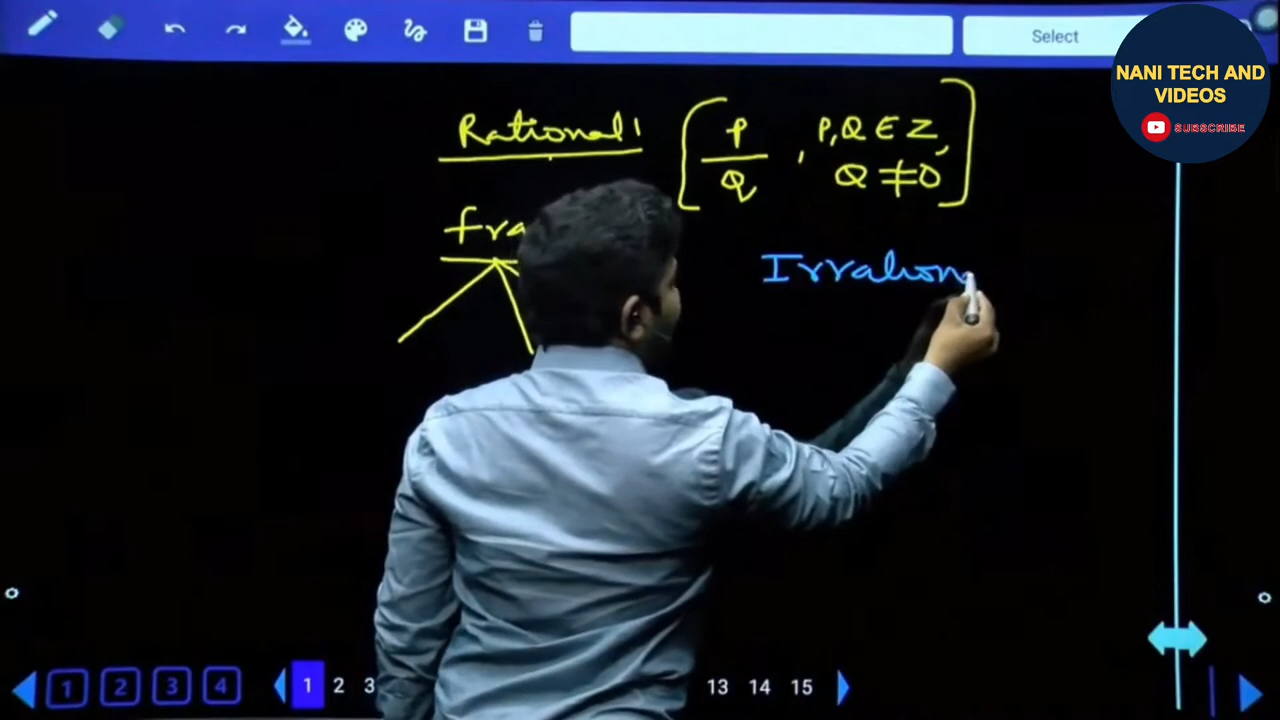 Select
NANI TECH AND
VIDEOS
SUBSCRIBE
Rational
P
Q
, P, Q ∈ Z,
Q ≠ 0
Irration
1 2 3 4
1 2 3
13 14 15